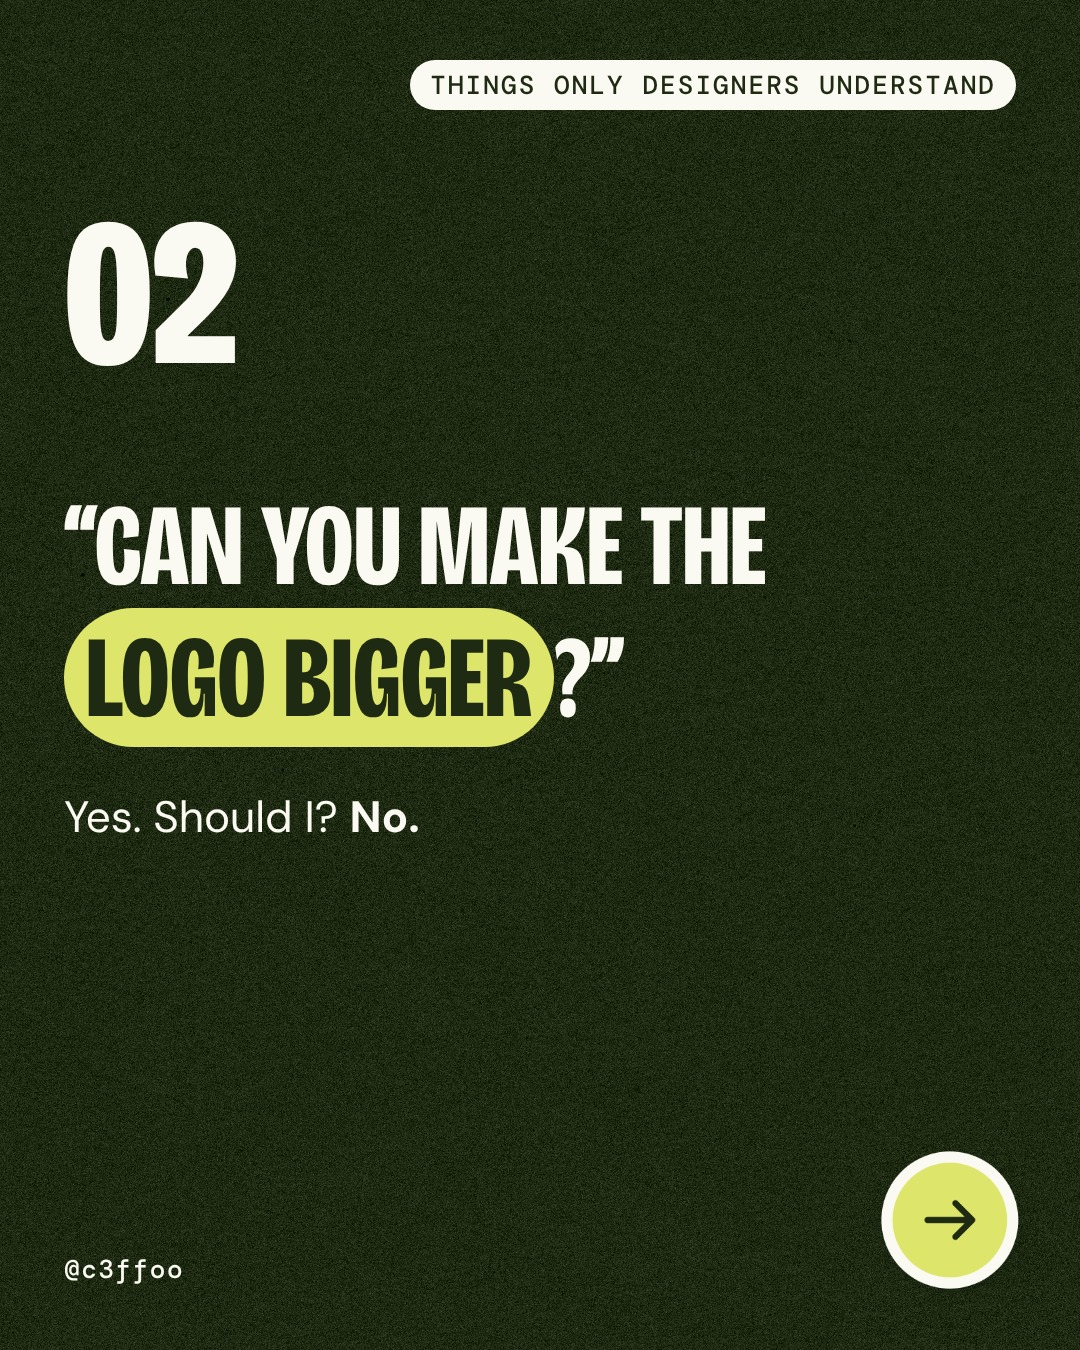 THINGS ONLY DESIGNERS UNDERSTAND
02
“CAN YOU MAKE THE
LOGO BIGGER?”
Yes. Should I? No.
@c3ffoo